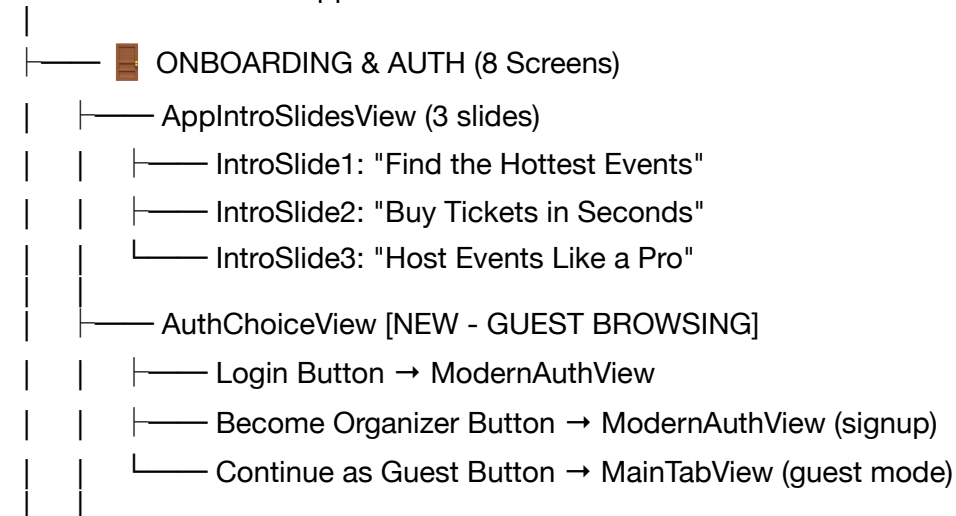 🚪 ONBOARDING & AUTH (8 Screens)
AppIntroSlidesView (3 slides)
IntroSlide1: "Find the Hottest Events"
IntroSlide2: "Buy Tickets in Seconds"
IntroSlide3: "Host Events Like a Pro"
AuthChoiceView [NEW - GUEST BROWSING]
Login Button → ModernAuthView
Become Organizer Button → ModernAuthView (signup)
Continue as Guest Button → MainTabView (guest mode)